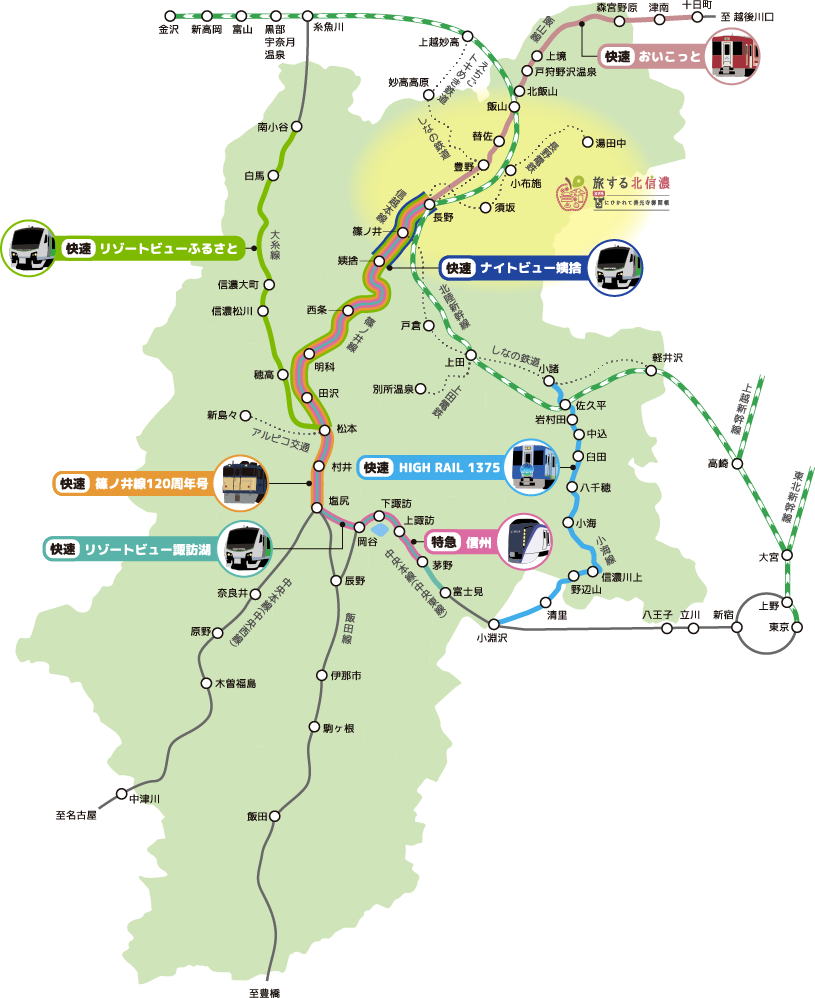 金沢
新高岡
富山
黒部
宇奈月
温泉
糸魚川
上越妙高
えちご
トキめき鉄道
飯山線
森宮野原
津南
十日町
至 越後川口
快速 おいこっと
上境
戸狩野沢温泉
北飯山
飯山
妙高高原
しなの鉄道
替佐
豊野
長野電鉄
湯田中
小布施
須坂
旅する北信濃
にひかれて善光寺御開帳
南小谷
白馬
大糸線
快速 リゾートビューふるさと
信濃大町
信濃松川
穂高
新島々
アルピコ交通
信越本線
長野
篠ノ井
姨捨
快速 ナイトビュー姨捨
西条
篠ノ井線
明科
田沢
松本
戸倉
北陸新幹線
上田
しなの鉄道
別所温泉
上田電鉄
小諸
軽井沢
佐久平
岩村田
中込
臼田
八千穂
小海
小海線
信濃川上
野辺山
清里
上越新幹線
高崎
東北新幹線
大宮
上野
東京
新宿
立川
八王子
快速 HIGH RAIL 1375
快速 篠ノ井線120周年号
村井
塩尻
快速 リゾートビュー諏訪湖
下諏訪
岡谷
上諏訪
特急 信州
茅野
中央本線(中央東線)
富士見
小淵沢
辰野
奈良井
中央本線(中央西線)
原野
飯田線
木曽福島
伊那市
駒ヶ根
中津川
至名古屋
飯田
至豊橋